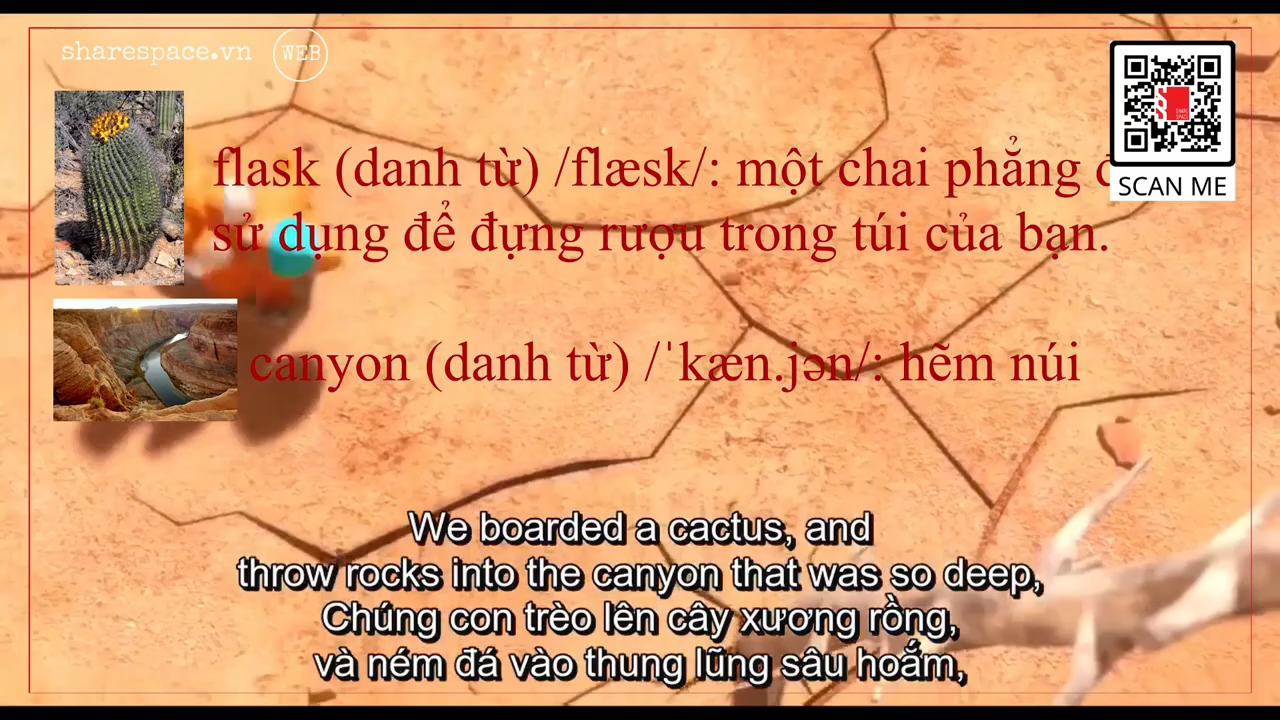 sharespace.vn WEB
flask (danh từ) /flæsk/: một chai phẳng
sử dụng để đựng rượu trong túi của bạn.
SCAN ME
canyon (danh từ) /ˈkæn.jən/: hẽm núi
We boarded a cactus, and
throw rocks into the canyon that was so deep,
Chúng con trèo lên cây xương rồng,
và ném đá vào thung lũng sâu hoắm,